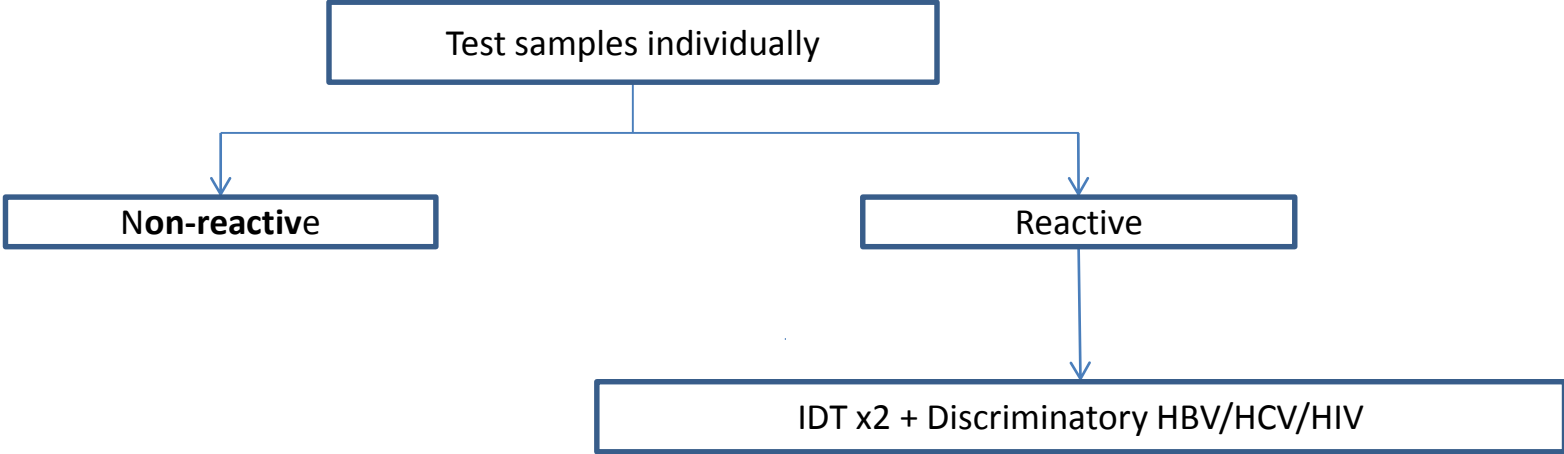 Test samples individually
Non-reactive
Reactive
IDT x2 + Discriminatory HBV/HCV/HIV